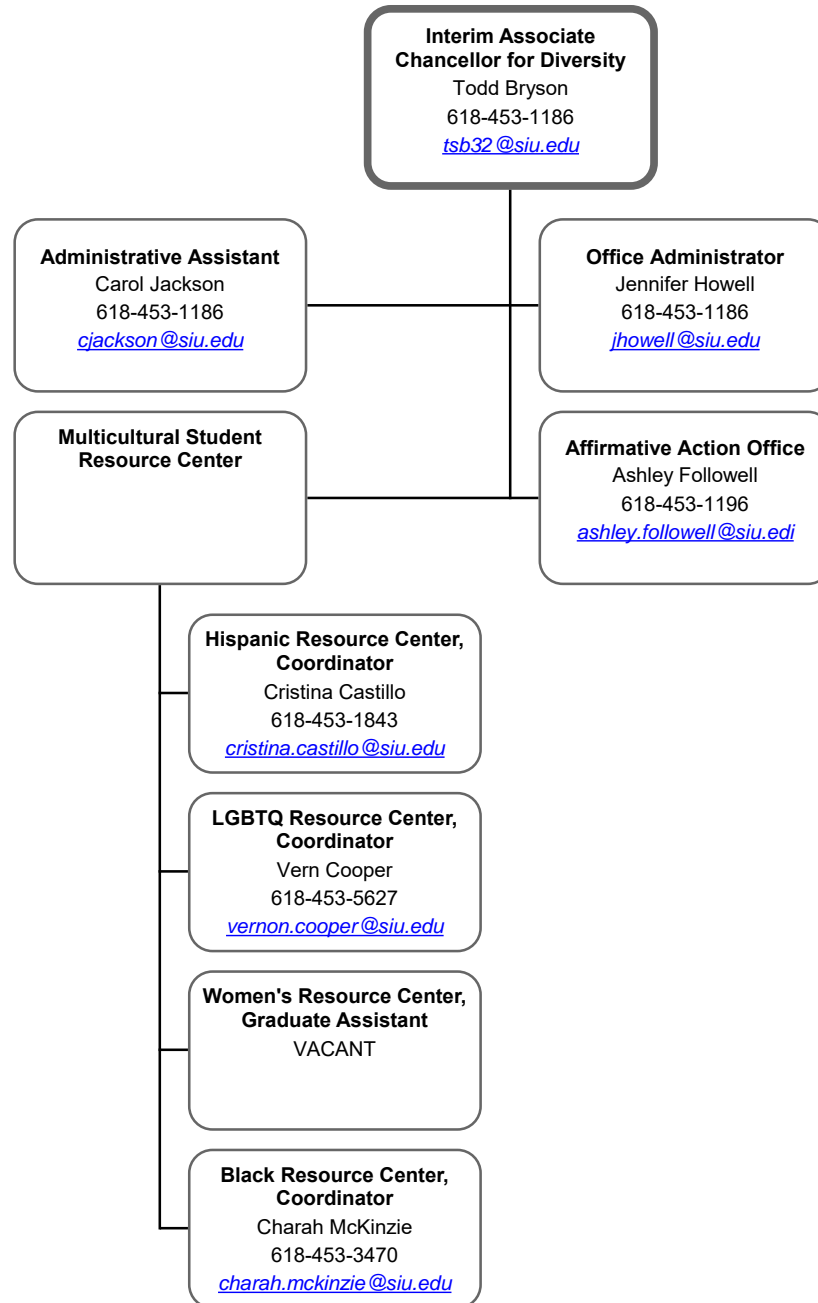 Interim Associate
Chancellor for Diversity
Todd Bryson
618-453-1186
tsb32@siu.edu
Administrative Assistant
Carol Jackson
618-453-1186
cjackson@siu.edu
Office Administrator
Jennifer Howell
618-453-1186
jhowell@siu.edu
Multicultural Student
Resource Center
Affirmative Action Office
Ashley Followell
618-453-1196
ashley.followell@siu.edi
Hispanic Resource Center,
Coordinator
Cristina Castillo
618-453-1843
cristina.castillo@siu.edu
LGBTQ Resource Center,
Coordinator
Vern Cooper
618-453-5627
vernon.cooper@siu.edu
Women's Resource Center,
Graduate Assistant
VACANT
Black Resource Center,
Coordinator
Charah McKinzie
618-453-3470
charah.mckinzie@siu.edu